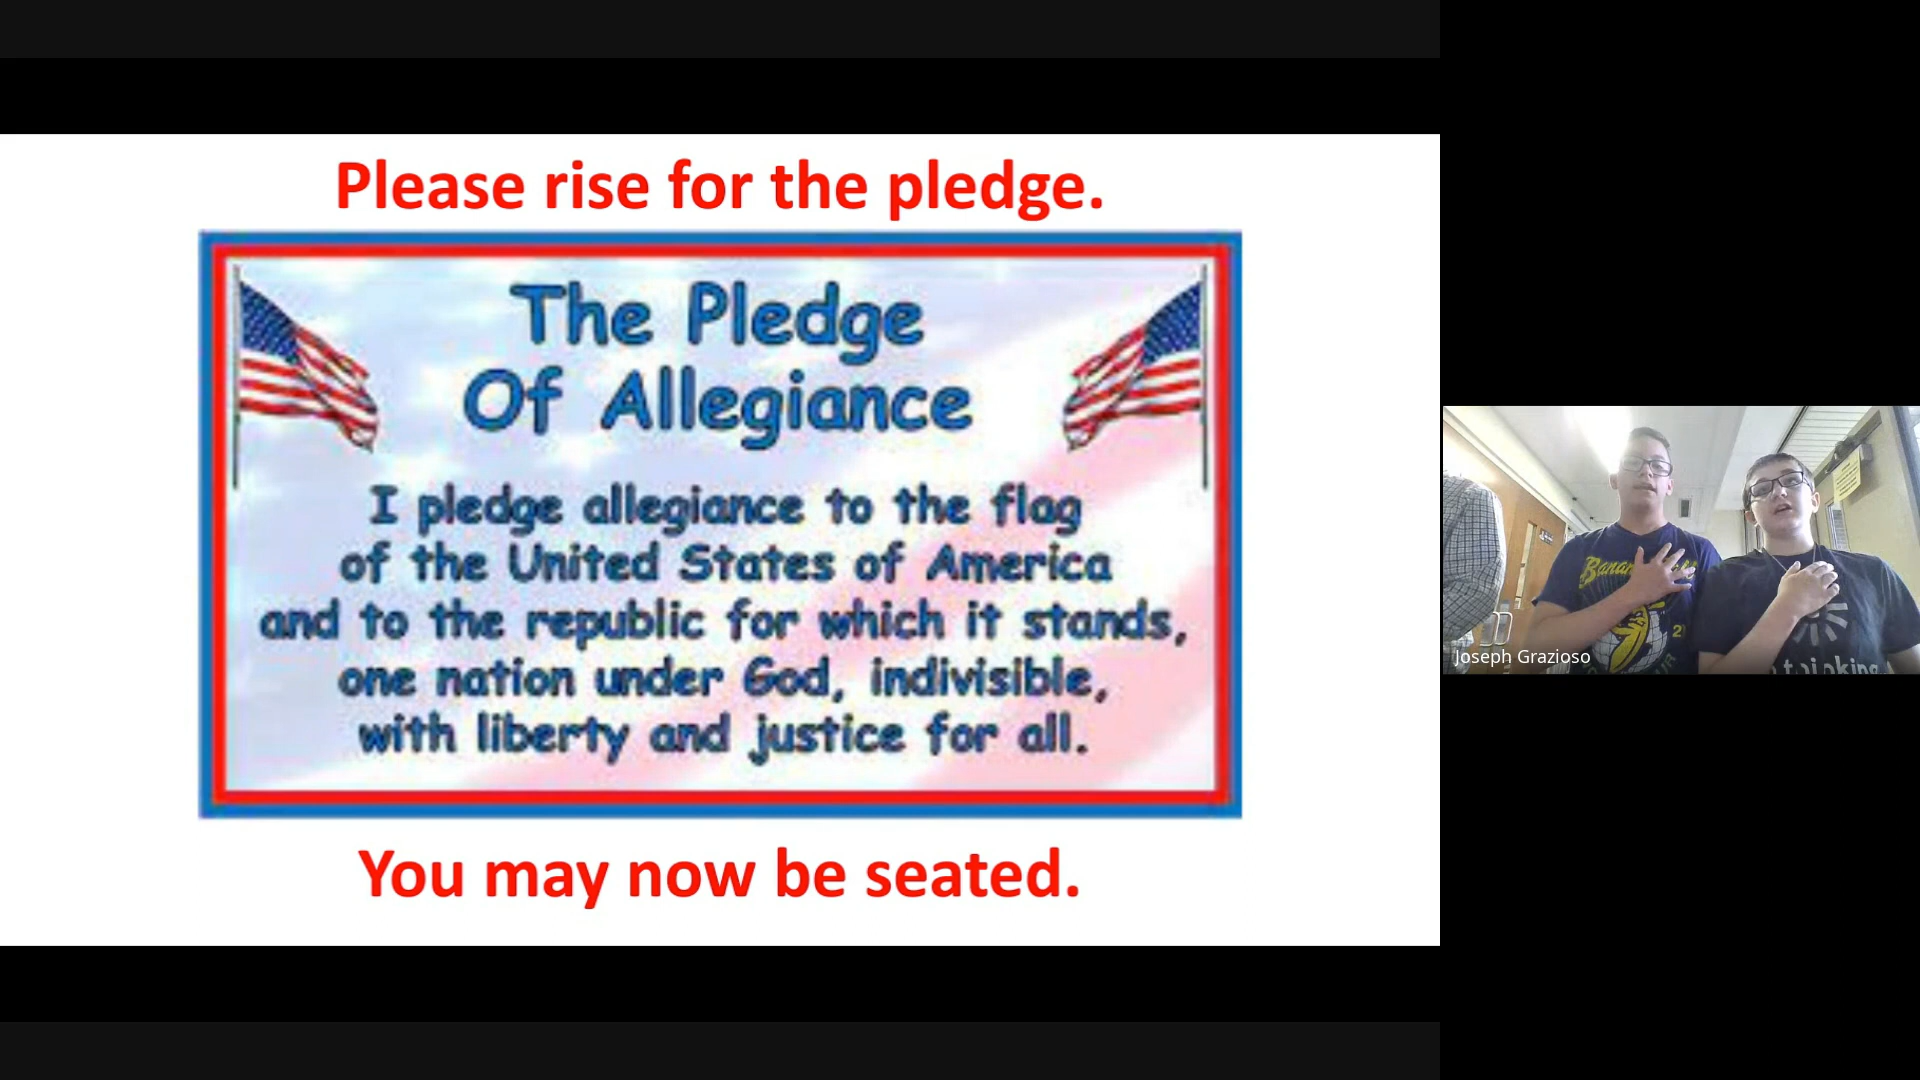 Please rise for the pledge.
The Pledge
Of Allegiance
I pledge allegiance to the flag
of the United States of America
and to the republic for which it stands,
one nation under God, indivisible,
with liberty and justice for all.
You may now be seated.
Joseph Grazioso